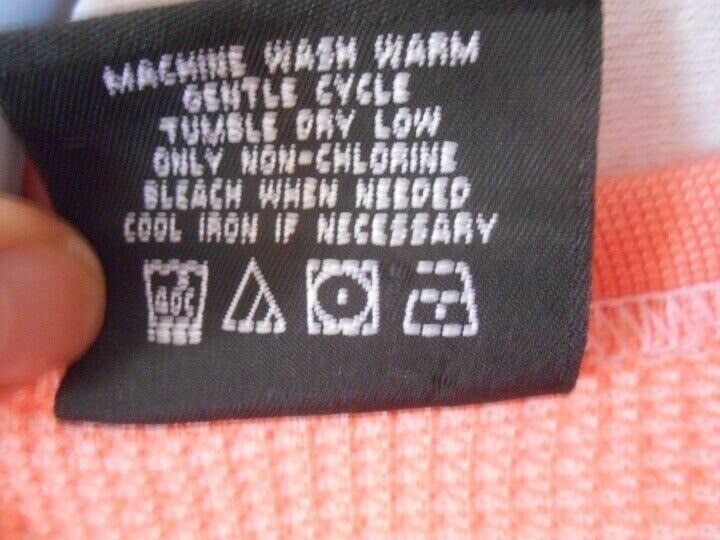 MACHINE WASH WARM
GENTLE CYCLE
TUMBLE DRY LOW
ONLY NON-CHLORINE
BLEACH WHEN NEEDED
COOL IRON IF NECESSARY
40C